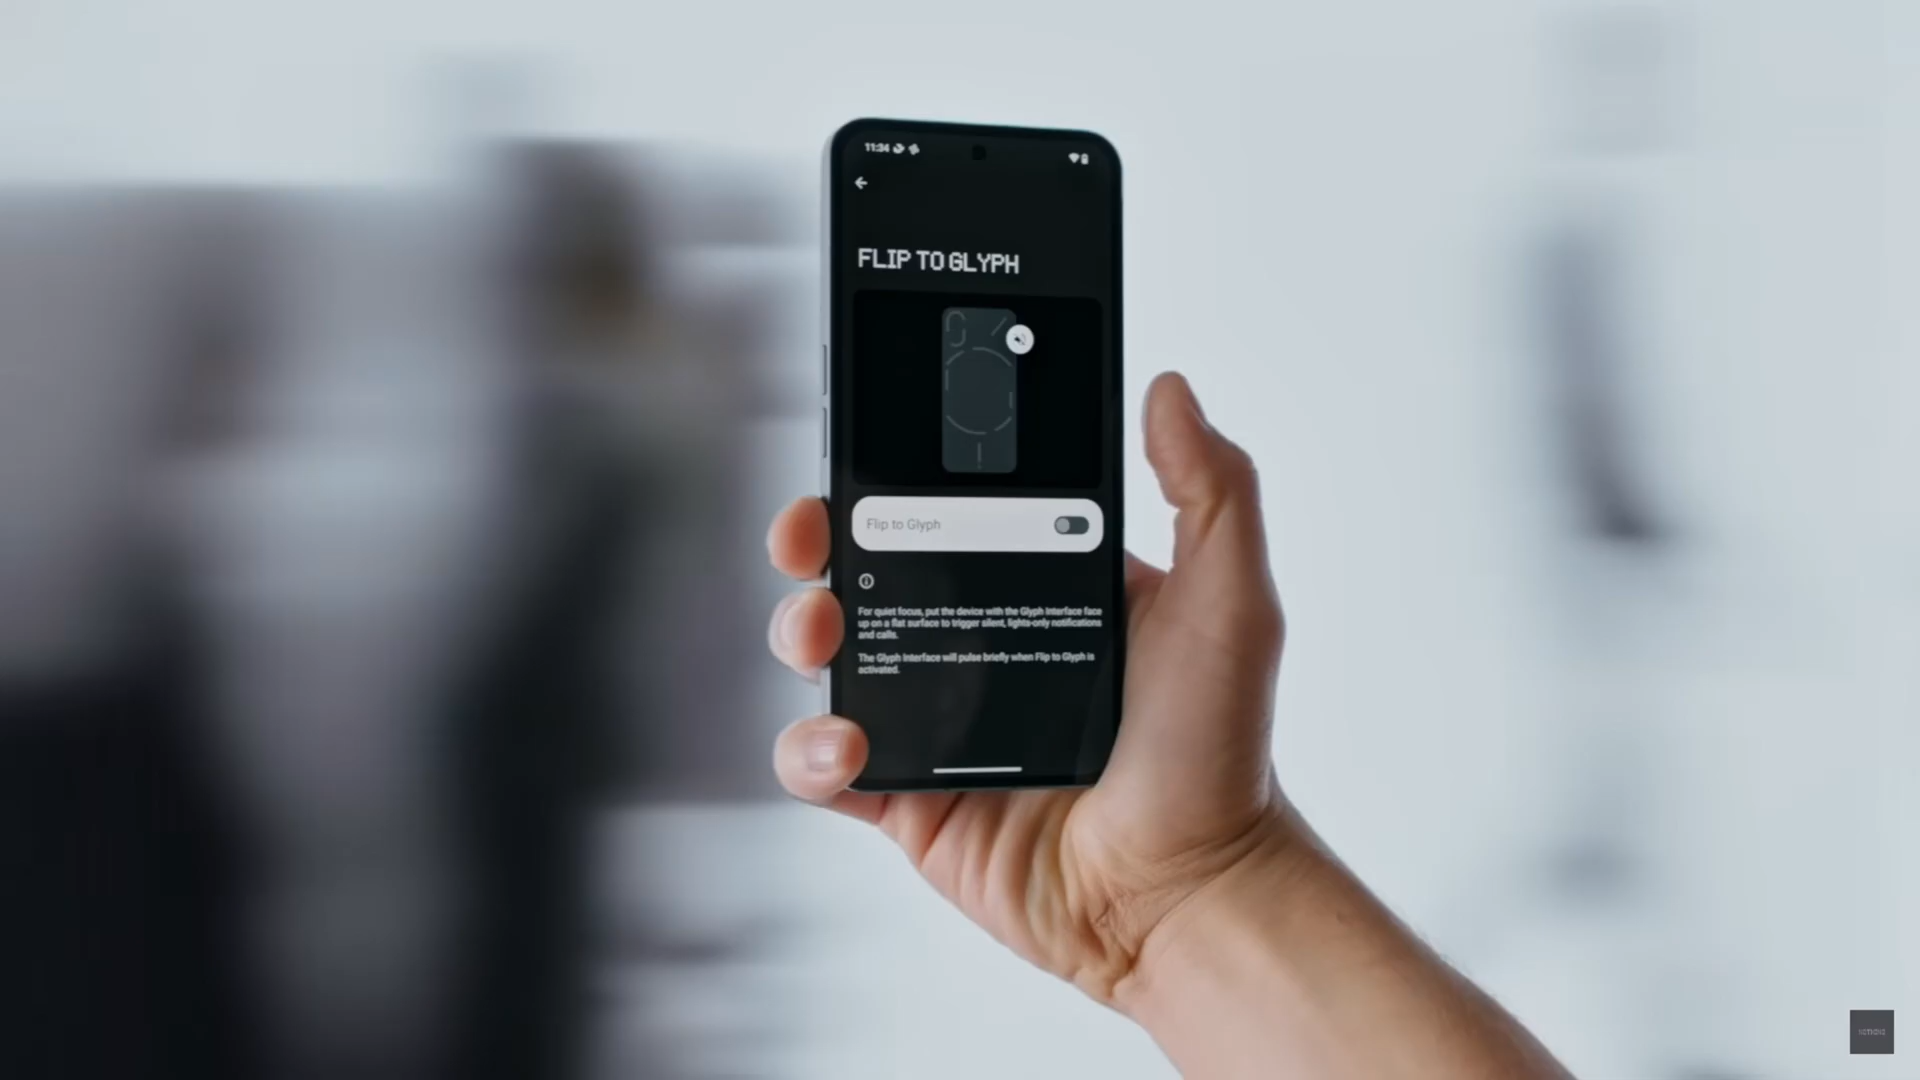 11:34
FLIP TO GLYPH
Flip to Glyph
For quiet focus, put the device with the Glyph Interface face
up on a flat surface to trigger silent, lights-only notifications
and calls.
The Glyph Interface will pulse briefly when Flip to Glyph is
activated.